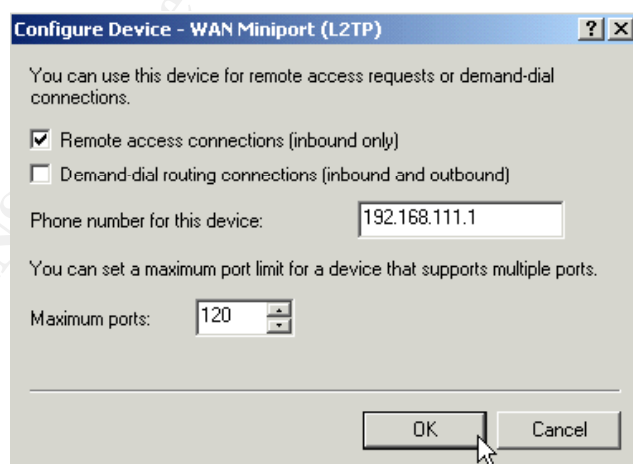 Configure Device - WAN Miniport (L2TP)
You can use this device for remote access requests or demand-dial
connections.
Remote access connections (inbound only)
Demand-dial routing connections (inbound and outbound)
Phone number for this device: 192.168.111.1
You can set a maximum port limit for a device that supports multiple ports.
Maximum ports: 120
OK Cancel